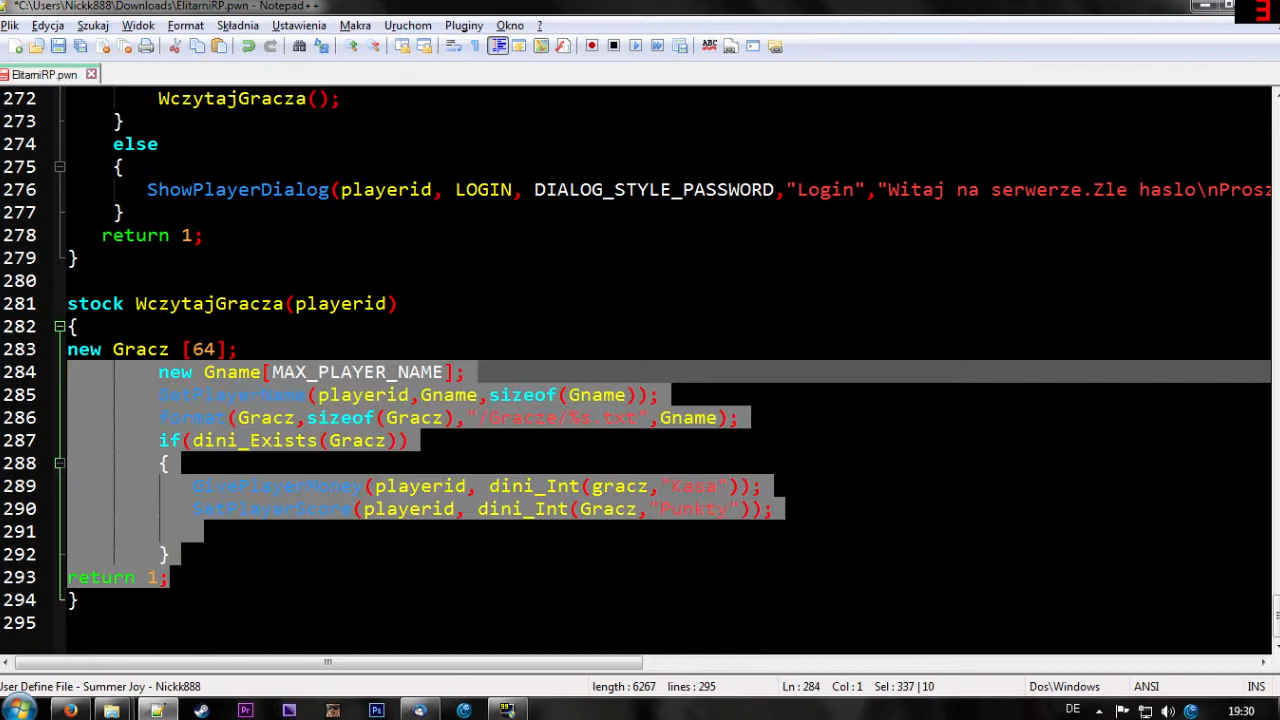 *C:\Users\Nickk888\Downloads\ElitarniRP.pwn - Notepad++
Plik Edycja Szukaj Widok Format Składnia Ustawienia Makra Uruchom Pluginy Okno ?
ElitarniRP.pwn
272 WczytajGracza();
273 }
274 else
275 {
276 ShowPlayerDialog(playerid, LOGIN, DIALOG_STYLE_PASSWORD,"Login","Witaj na serwerze.Zle haslo\nProsz
277 }
278 return 1;
279 }
280
281 stock WczytajGracza(playerid)
282 {
283 new Gracz [64];
284 new Gname[MAX_PLAYER_NAME];
285 GetPlayerName(playerid,Gname,sizeof(Gname));
286 format(Gracz,sizeof(Gracz),"/Gracze/%s.txt",Gname);
287 if(dini_Exists(Gracz))
288 {
289 GivePlayerMoney(playerid, dini_Int(gracz,"Kasa"));
290 SetPlayerScore(playerid, dini_Int(Gracz,"Punkty"));
291
292 }
293 return 1;
294 }
295
User Define File - Summer Joy - Nickk888 length : 6267 lines : 295 Ln : 284 Col : 1 Sel : 337 | 10 Dos\Windows ANSI INS
DE 19:30